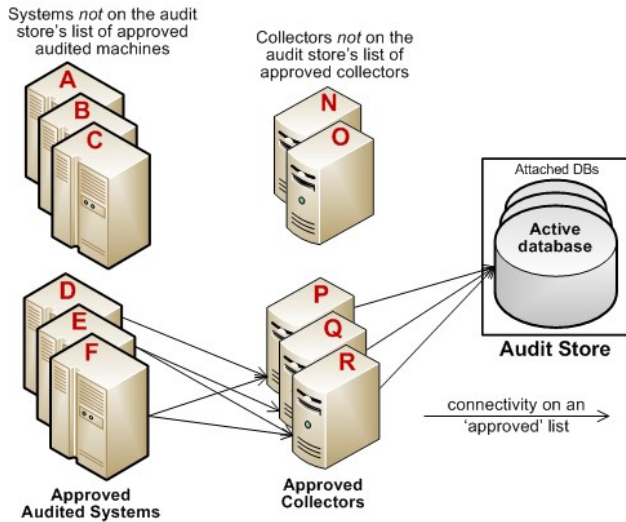 Systems not on the audit
store's list of approved
audited machines
Collectors not on the
audit store's list of
approved collectors
A
B
C
N
O
Attached DBs
Active
database
Audit Store
D
E
F
P
Q
R
connectivity on an
'approved' list
Approved
Audited Systems
Approved
Collectors